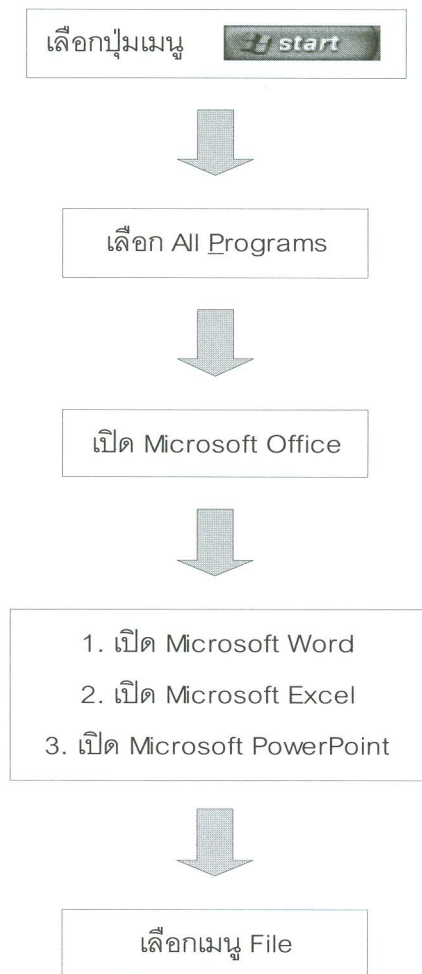 เลือกปุ่มเมนู start
เลือก All Programs
เปิด Microsoft Office
1. เปิด Microsoft Word
2. เปิด Microsoft Excel
3. เปิด Microsoft PowerPoint
เลือกเมนู File